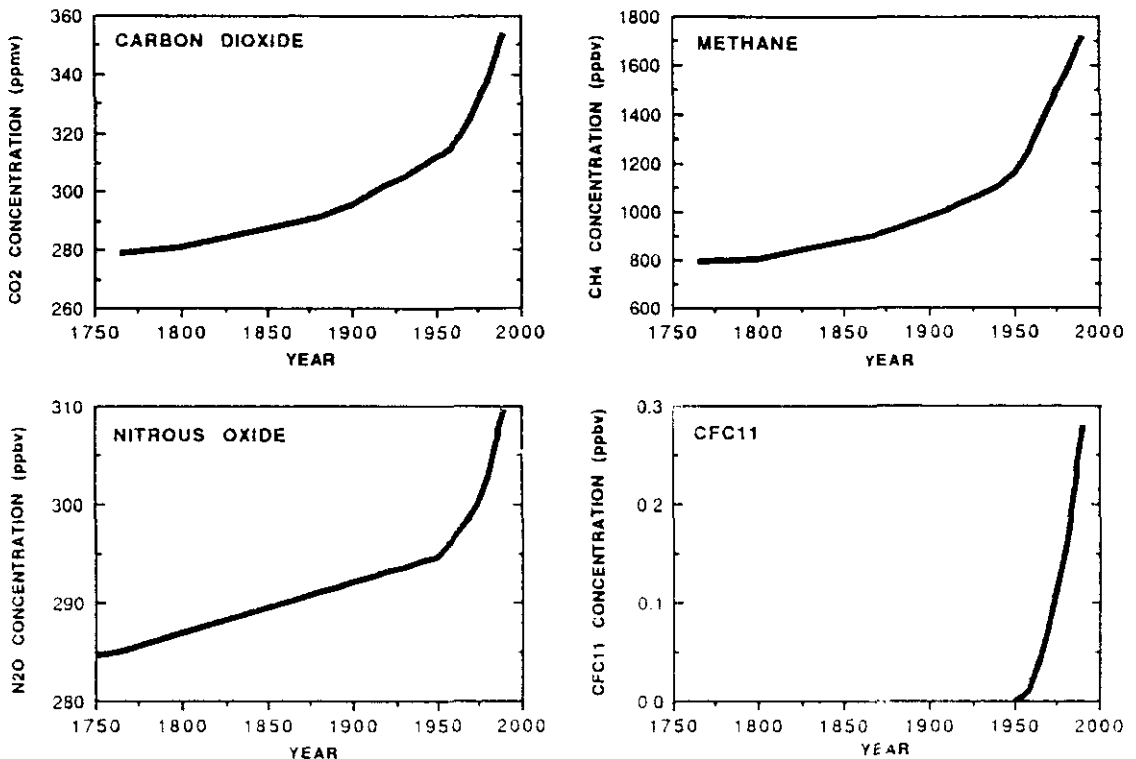 CARBON DIOXIDE
CO2 CONCENTRATION (ppmv)
360
340
320
300
280
260
1750 1800 1850 1900 1950 2000
YEAR
METHANE
CH4 CONCENTRATION (ppbv)
1800
1600
1400
1200
1000
800
600
1750 1800 1850 1900 1950 2000
YEAR
NITROUS OXIDE
N2O CONCENTRATION (ppbv)
310
300
290
280
1750 1800 1850 1900 1950 2000
YEAR
CFC11
CFC11 CONCENTRATION (ppbv)
0.3
0.2
0.1
0.0
1750 1800 1850 1900 1950 2000
YEAR